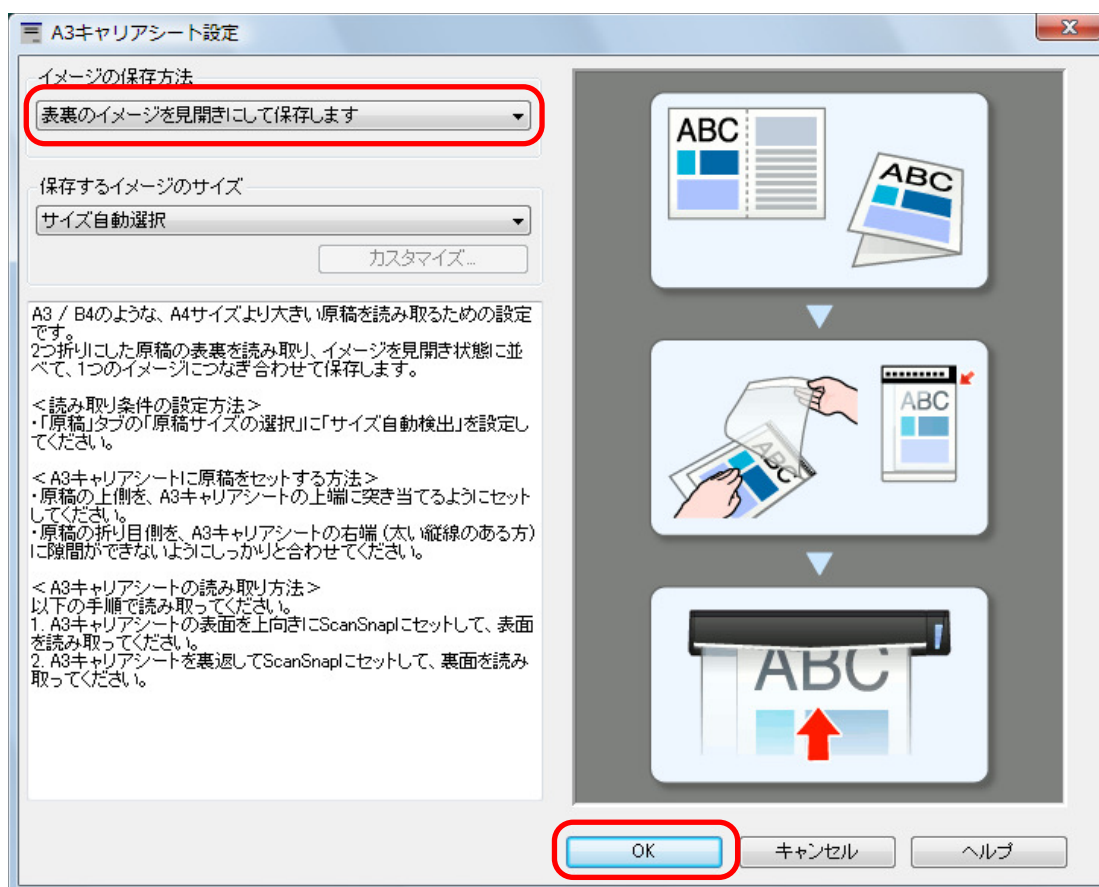 A3キャリアシート設定
イメージの保存方法
表裏のイメージを見開きにして保存します
保存するイメージのサイズ
サイズ自動選択
カスタマイズ...
A3 / B4のような、A4サイズより大きい原稿を読み取るための設定
です。
2つ折りにした原稿の表裏を読み取り、イメージを見開き状態に並
べて、1つのイメージにつなぎ合わせて保存します。
＜読み取り条件の設定方法＞
・「原稿」タブの「原稿サイズの選択」に「サイズ自動検出」を設定し
てください。
＜A3キャリアシートに原稿をセットする方法＞
・原稿の上側を、A3キャリアシートの上端に突き当てるようにセット
してください。
・原稿の折り目側を、A3キャリアシートの右端（太い縦線のある方）
に隙間ができないようにしっかりと合わせてください。
＜A3キャリアシートの読み取り方法＞
以下の手順で読み取ってください。
1. A3キャリアシートの表面を上向きにScanSnapにセットして、表面
を読み取ってください。
2. A3キャリアシートを裏返してScanSnapにセットして、裏面を読み
取ってください。
ABC
ABC
ABC
ABC
ABC
OK
キャンセル
ヘルプ